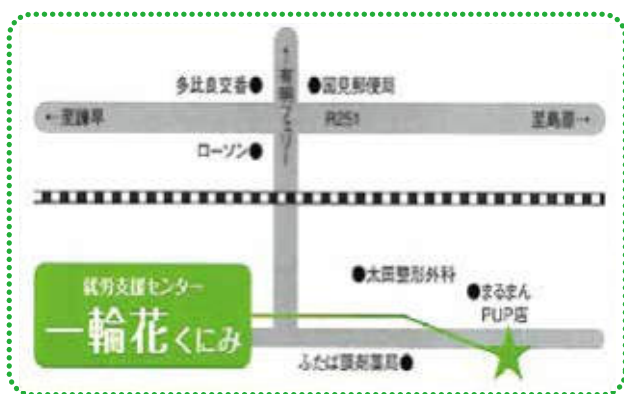 ←
有明フェリー
多比良交番●
●国見郵便局
←至諫早
R251
至島原→
ローソン●
●太田整形外科
●まるまん
PUP店
就労支援センター
一輪花くにみ
ふたば調剤薬局●